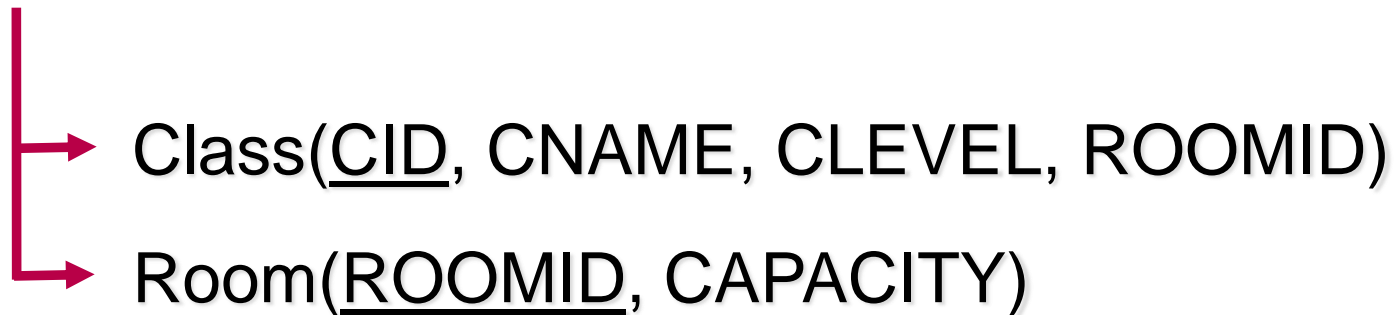 Class(CID, CNAME, CLEVEL, ROOMID)
Room(ROOMID, CAPACITY)